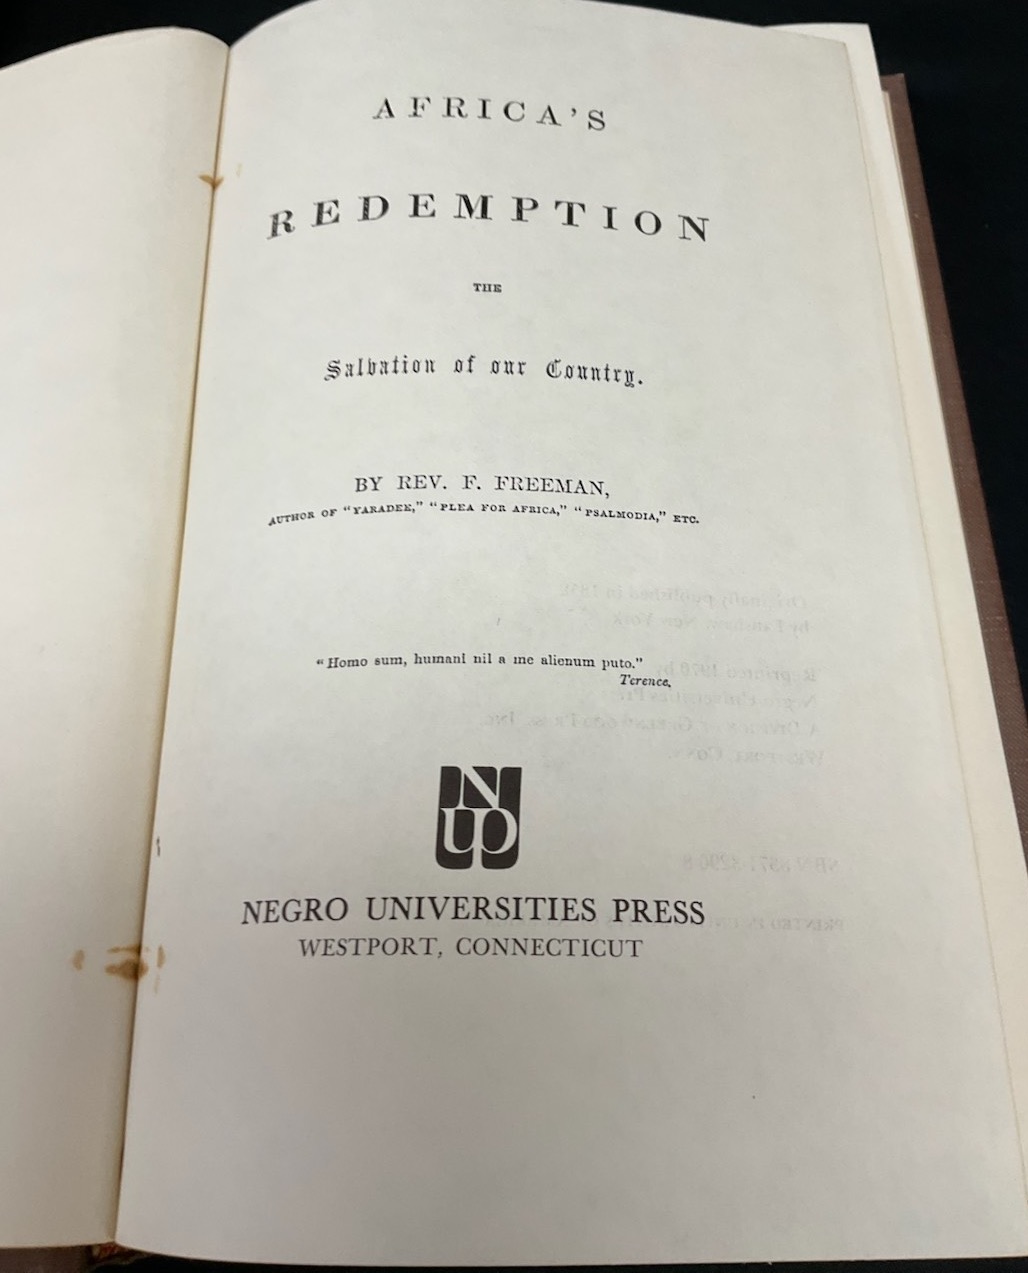 AFRICA'S
REDEMPTION
THE
Salvation of our Country.
BY REV. F. FREEMAN,
AUTHOR OF "YARADEE," "PLEA FOR AFRICA," "PSALMODIA," ETC.
"Homo sum, humani nil a me alienum puto."
Terence.
NUP
NEGRO UNIVERSITIES PRESS
WESTPORT, CONNECTICUT